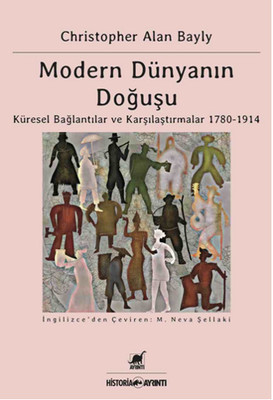 Christopher Alan Bayly
Modern Dünyanın
Doğuşu
Küresel Bağlantılar ve Karşılaştırmalar 1780-1914
İngilizce'den Çeviren: M. Neva Şellaki
AYRINTI
HISTORIA AYRINTI